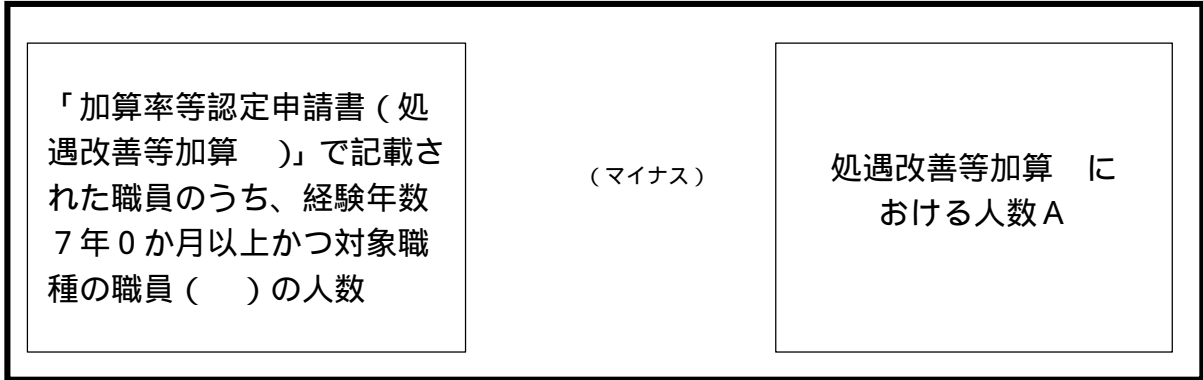 「加算率等認定申請書（処
遇改善等加算　）」で記載さ
れた職員のうち、経験年数
７年０か月以上かつ対象職
種の職員（　）の人数
（マイナス）
処遇改善等加算　に
おける人数Ａ